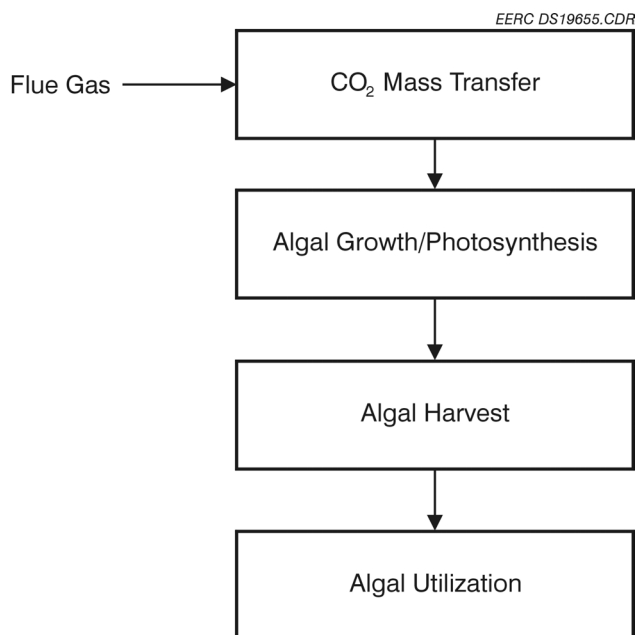 EERC DS19655.CDR
Flue Gas
CO₂ Mass Transfer
Algal Growth/Photosynthesis
Algal Harvest
Algal Utilization